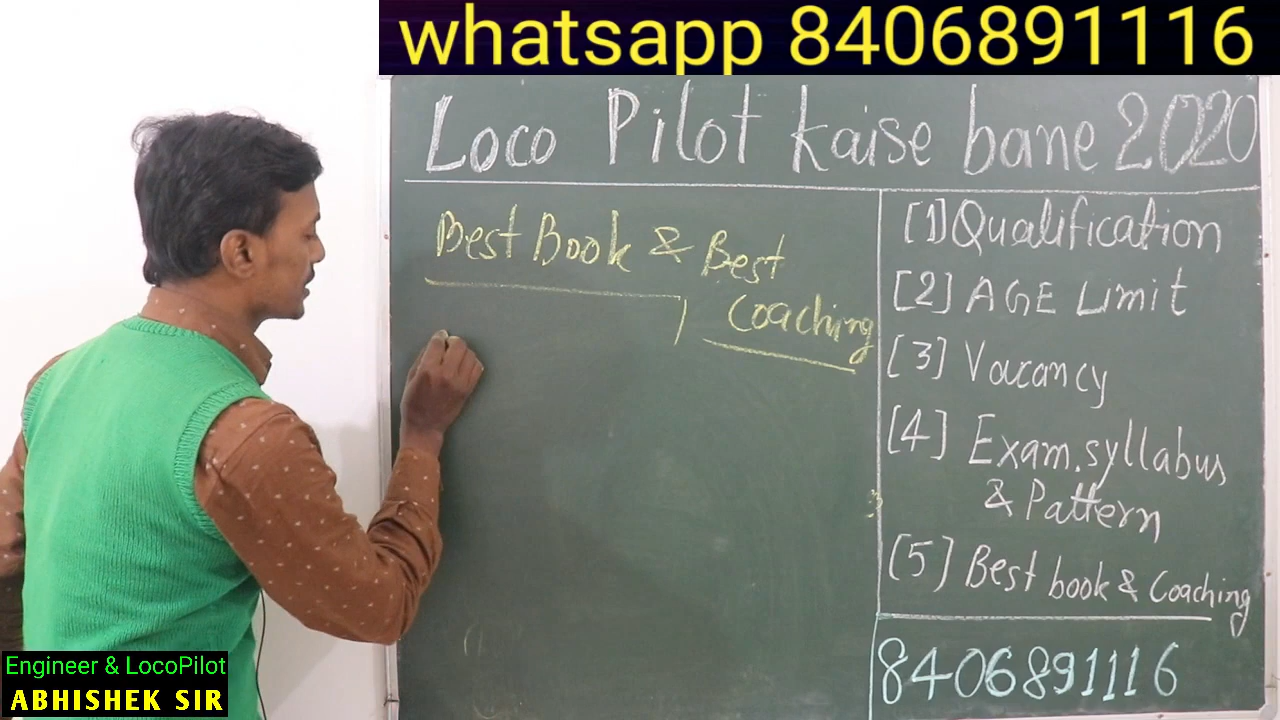 whatsapp 8406891116
Loco Pilot kaise bane 2020
Best Book & Best
Coaching
[1] Qualification
[2] AGE Limit
[3] Vacancy
[4] Exam. syllabus
& Pattern
[5] Best book & Coaching
8406891116
Engineer & LocoPilot
ABHISHEK SIR